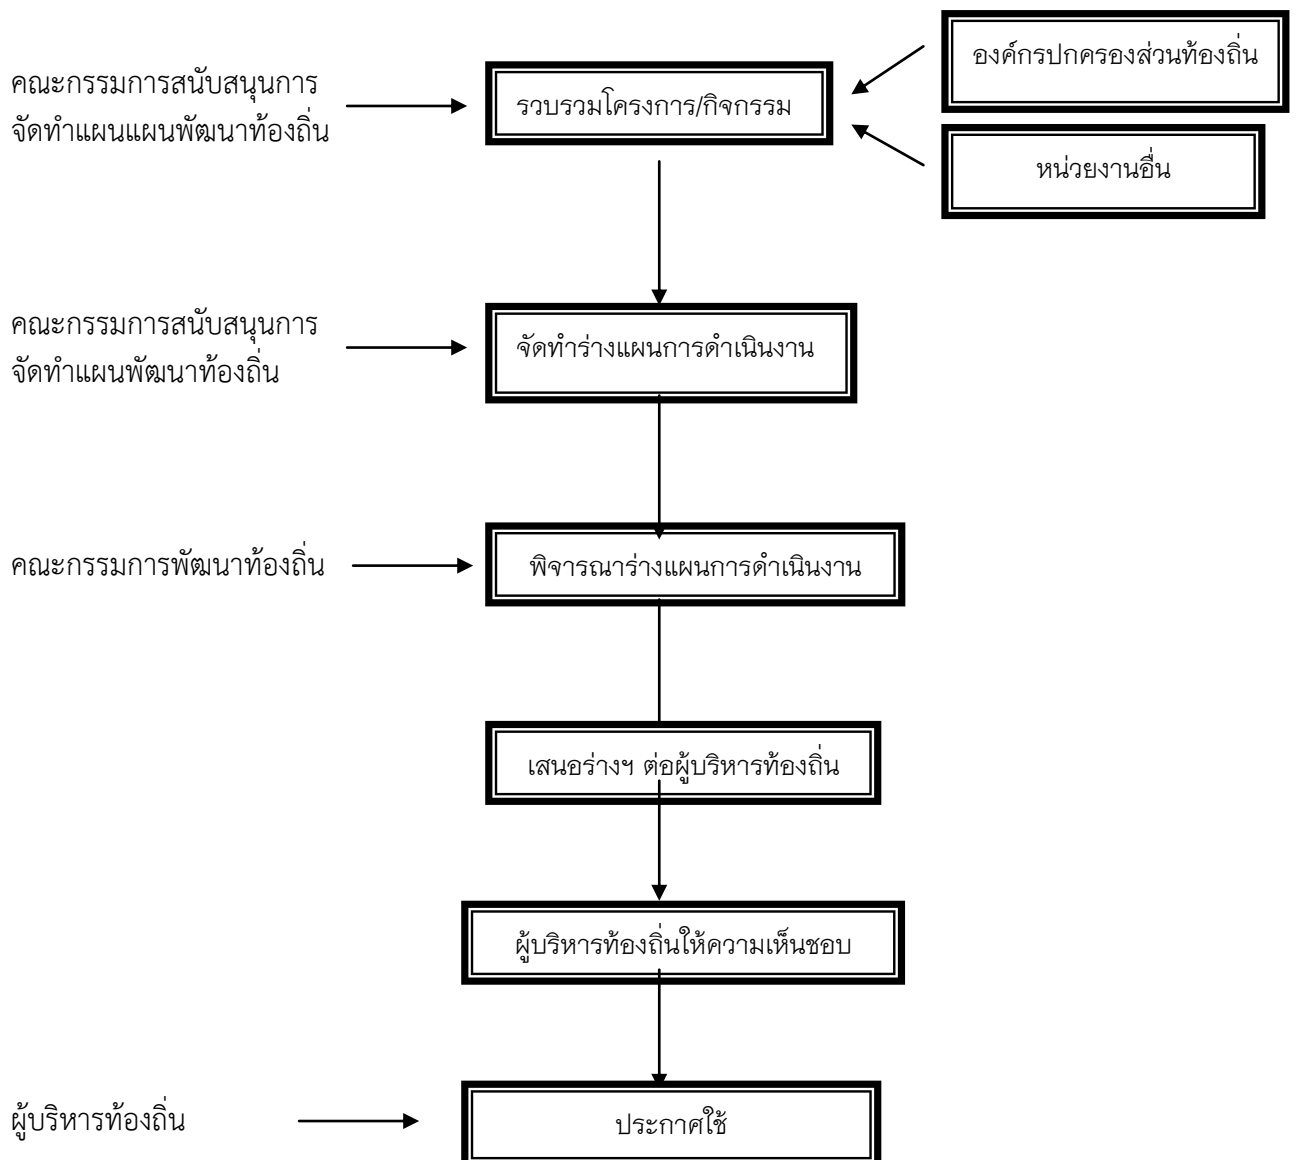 องค์กรปกครองส่วนท้องถิ่น
คณะกรรมการสนับสนุนการ
จัดทำแผนแผนพัฒนาท้องถิ่น
รวบรวมโครงการ/กิจกรรม
หน่วยงานอื่น
คณะกรรมการสนับสนุนการ
จัดทำแผนพัฒนาท้องถิ่น
จัดทำร่างแผนการดำเนินงาน
คณะกรรมการพัฒนาท้องถิ่น
พิจารณาร่างแผนการดำเนินงาน
เสนอร่างฯ ต่อผู้บริหารท้องถิ่น
ผู้บริหารท้องถิ่นให้ความเห็นชอบ
ผู้บริหารท้องถิ่น
ประกาศใช้